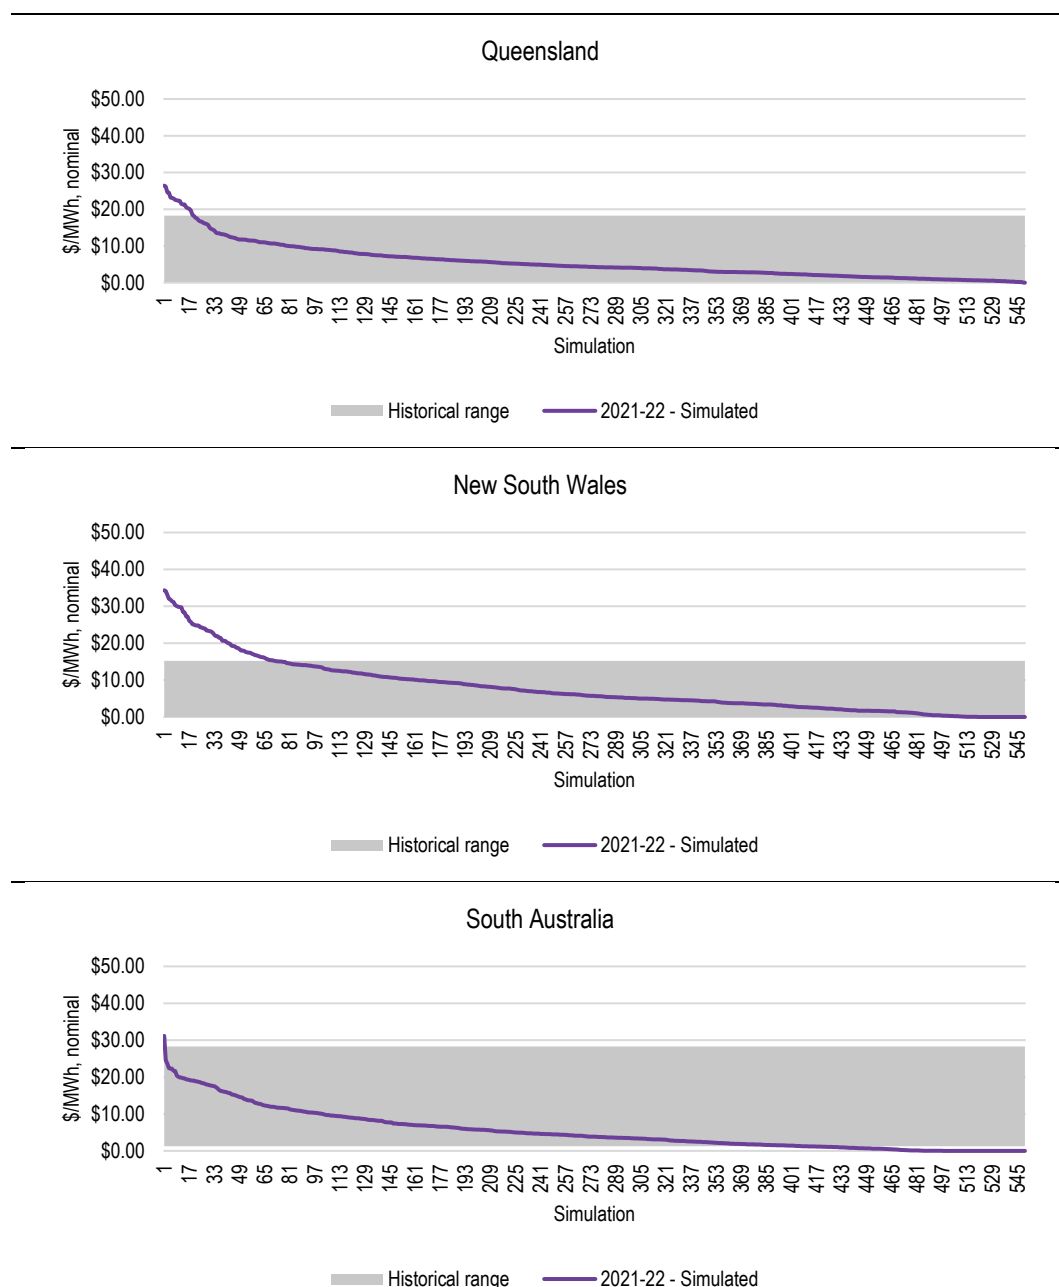 Queensland
$50.00
$40.00
$30.00
$20.00
$10.00
$0.00
$/MWh, nominal
1 17 33 49 65 81 97 113 129 145 161 177 193 209 225 241 257 273 289 305 321 337 353 369 385 401 417 433 449 465 481 497 513 529 545
Simulation
Historical range 2021-22 - Simulated
New South Wales
$50.00
$40.00
$30.00
$20.00
$10.00
$0.00
$/MWh, nominal
1 17 33 49 65 81 97 113 129 145 161 177 193 209 225 241 257 273 289 305 321 337 353 369 385 401 417 433 449 465 481 497 513 529 545
Simulation
Historical range 2021-22 - Simulated
South Australia
$50.00
$40.00
$30.00
$20.00
$10.00
$0.00
$/MWh, nominal
1 17 33 49 65 81 97 113 129 145 161 177 193 209 225 241 257 273 289 305 321 337 353 369 385 401 417 433 449 465 481 497 513 529 545
Simulation
Historical range 2021-22 - Simulated